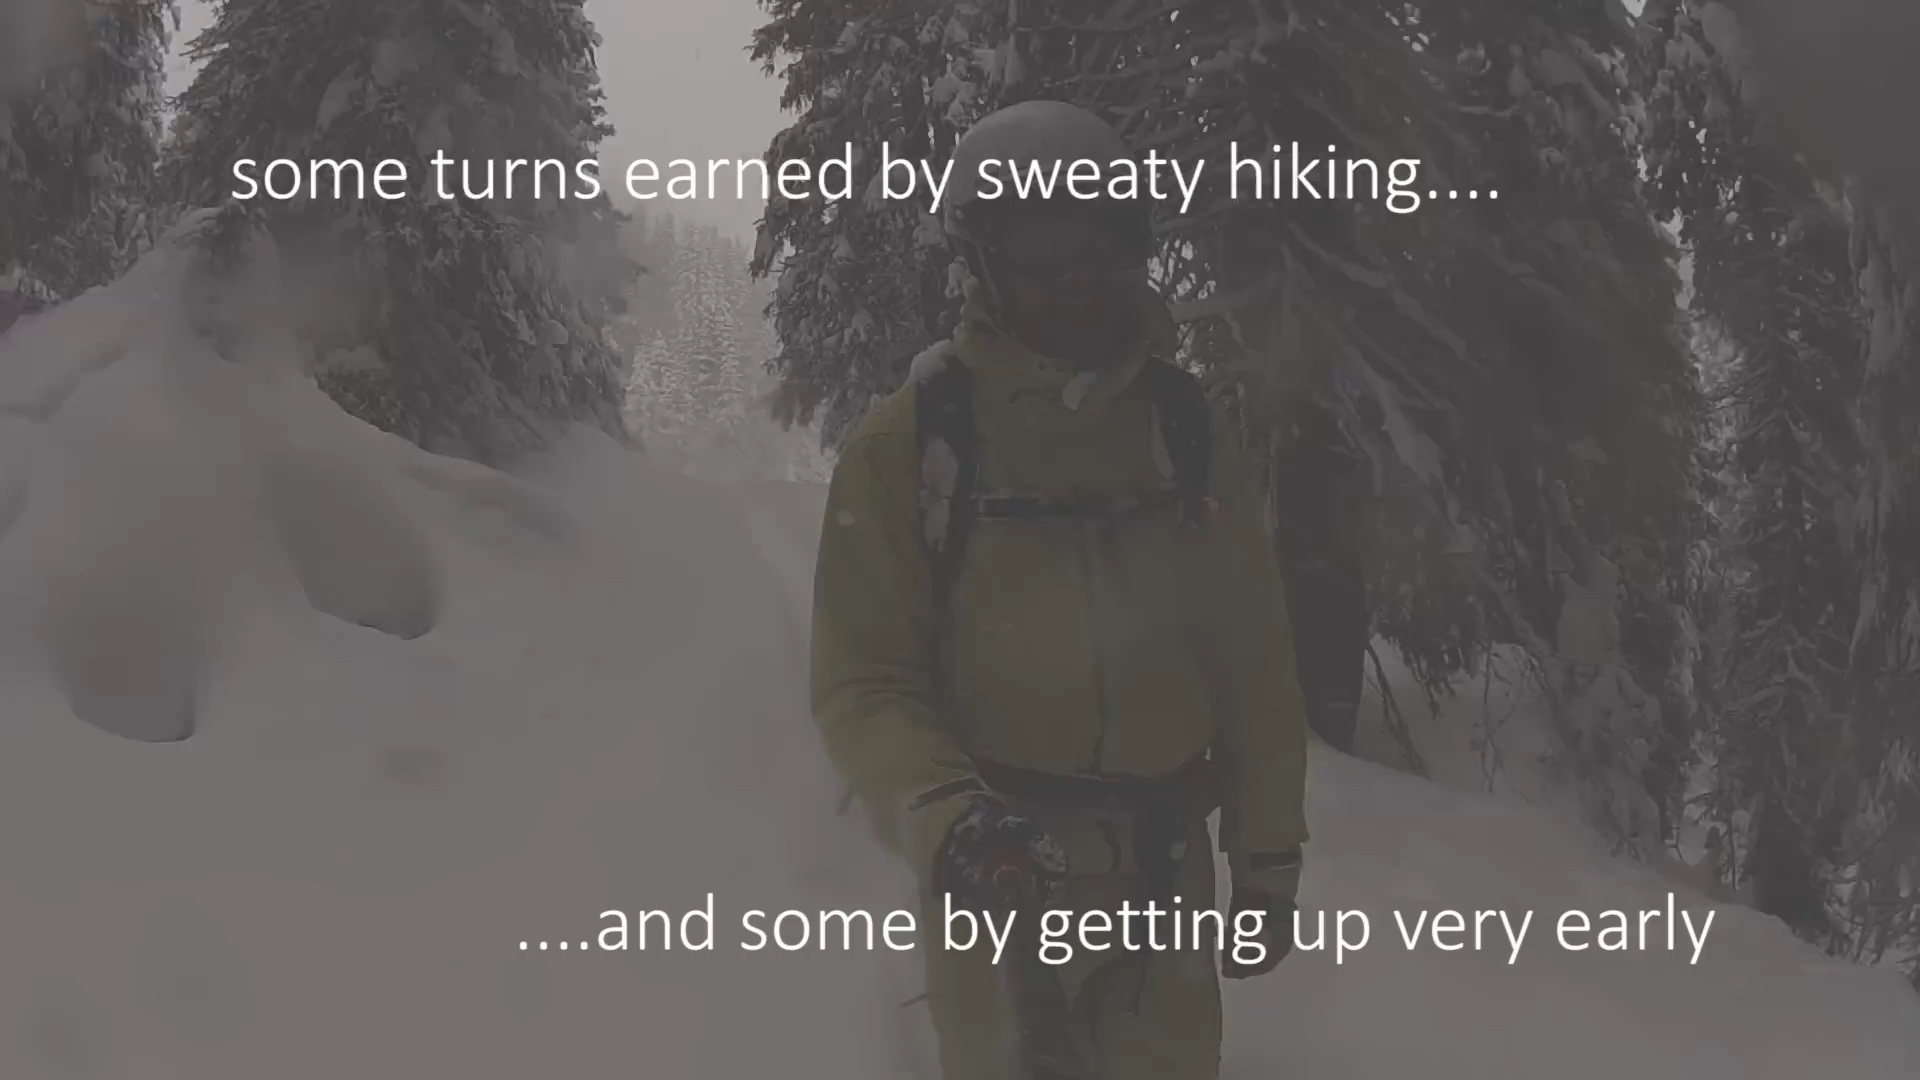 some turns earned by sweaty hiking....
....and some by getting up very early